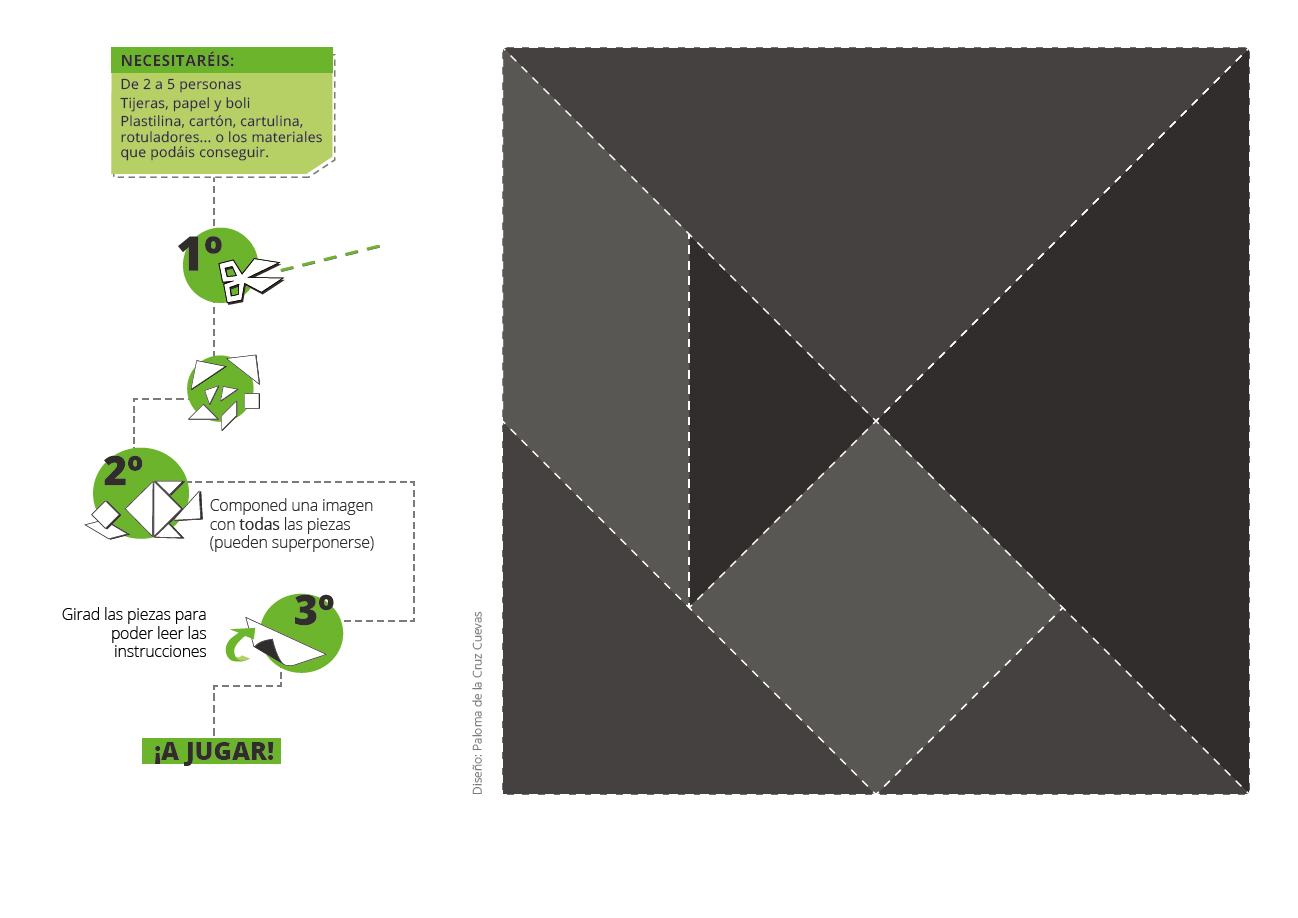 NECESITARÉIS:
De 2 a 5 personas
Tijeras, papel y boli
Plastilina, cartón, cartulina,
rotuladores... o los materiales
que podáis conseguir.
1º
2º
Componed una imagen
con todas las piezas
(pueden superponerse)
3º
Girad las piezas para
poder leer las
instrucciones
¡A JUGAR!
Diseño: Paloma de la Cruz Cuevas